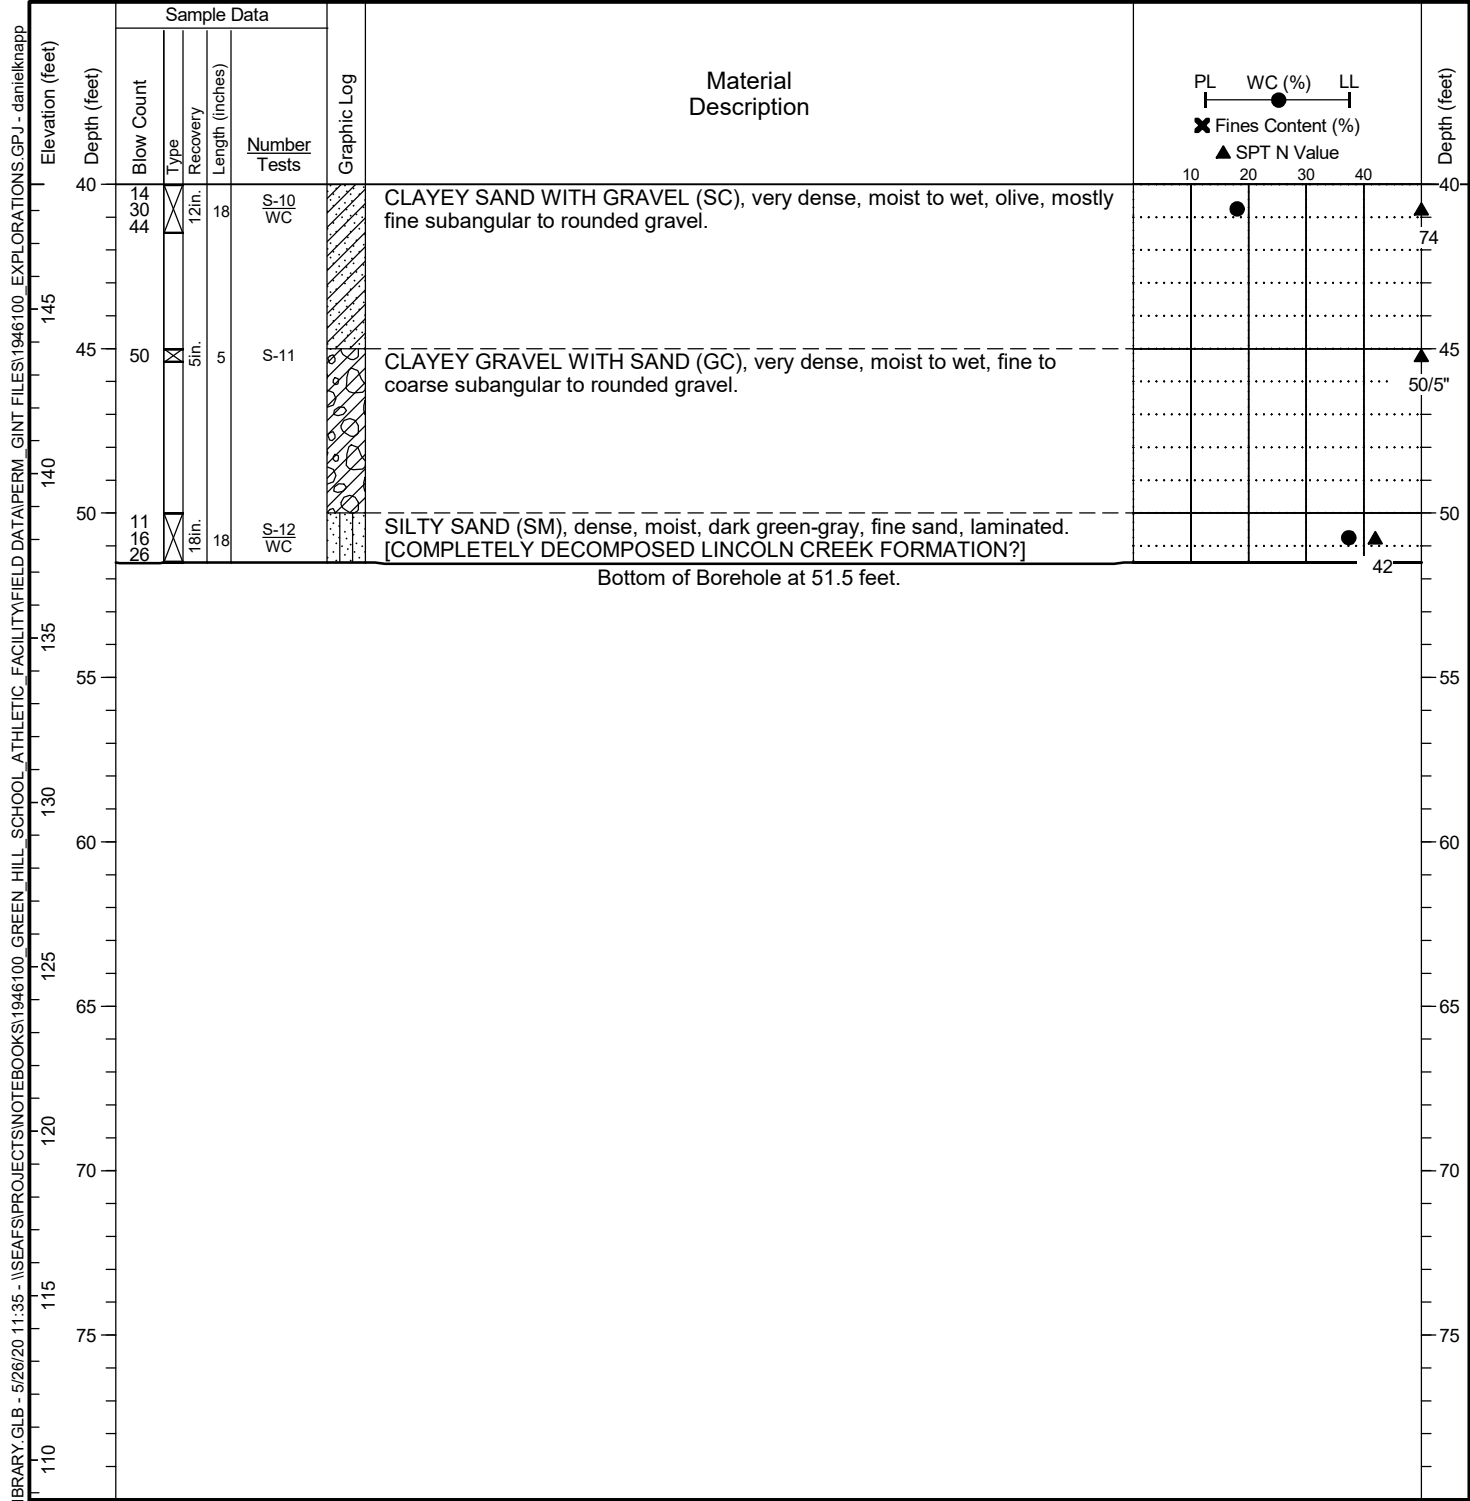 IBRARY.GLB - 5/26/20 11:35 - \\SEAFS\PROJECTS\NOTEBOOKS\1946100_GREEN_HILL_SCHOOL_ATHLETIC_FACILITY\FIELD DATA\PERM_GINT FILES\1946100_EXPLORATIONS.GPJ - danielknapp
Elevation (feet)
Depth (feet)
Sample Data
Blow Count
Type
Recovery
Length (inches)
Number
Tests
Graphic Log
Material
Description
PL WC (%) LL
Fines Content (%)
SPT N Value
10 20 30 40
Depth (feet)
40
14
30
44
12in.
18
S-10
WC
CLAYEY SAND WITH GRAVEL (SC), very dense, moist to wet, olive, mostly
fine subangular to rounded gravel.
40
74
145
45
50
5in.
5
S-11
CLAYEY GRAVEL WITH SAND (GC), very dense, moist to wet, fine to
coarse subangular to rounded gravel.
45
50/5"
140
50
11
16
26
18in.
18
S-12
WC
SILTY SAND (SM), dense, moist, dark green-gray, fine sand, laminated.
[COMPLETELY DECOMPOSED LINCOLN CREEK FORMATION?]
50
42
Bottom of Borehole at 51.5 feet.
135
55
55
130
60
60
125
65
65
120
70
70
115
75
75
110